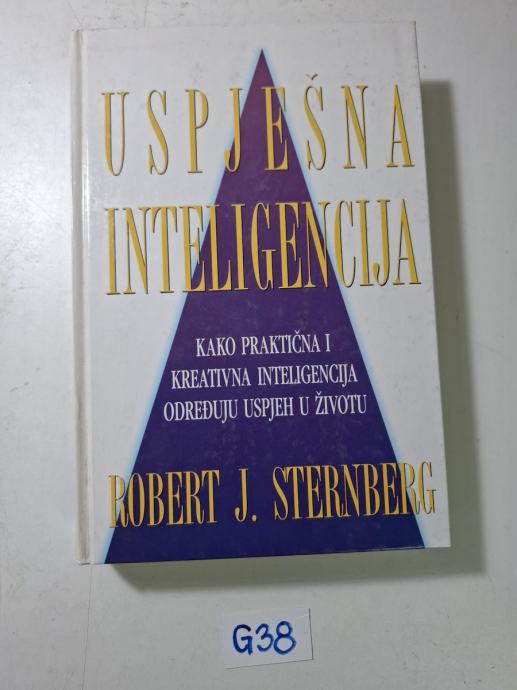 USPJEŠNA
INTELIGENCIJA
KAKO PRAKTIČNA I
KREATIVNA INTELIGENCIJA
ODREĐUJU USPJEH U ŽIVOTU
ROBERT J. STERNBERG
G38